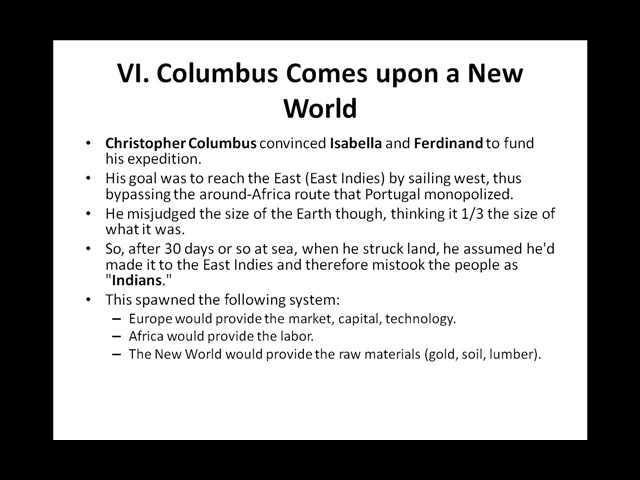 VI. Columbus Comes upon a New
World
• Christopher Columbus convinced Isabella and Ferdinand to fund
his expedition.
• His goal was to reach the East (East Indies) by sailing west, thus
bypassing the around-Africa route that Portugal monopolized.
• He misjudged the size of the Earth though, thinking it 1/3 the size of
what it was.
• So, after 30 days or so at sea, when he struck land, he assumed he'd
made it to the East Indies and therefore mistook the people as
"Indians."
• This spawned the following system:
– Europe would provide the market, capital, technology.
– Africa would provide the labor.
– The New World would provide the raw materials (gold, soil, lumber).